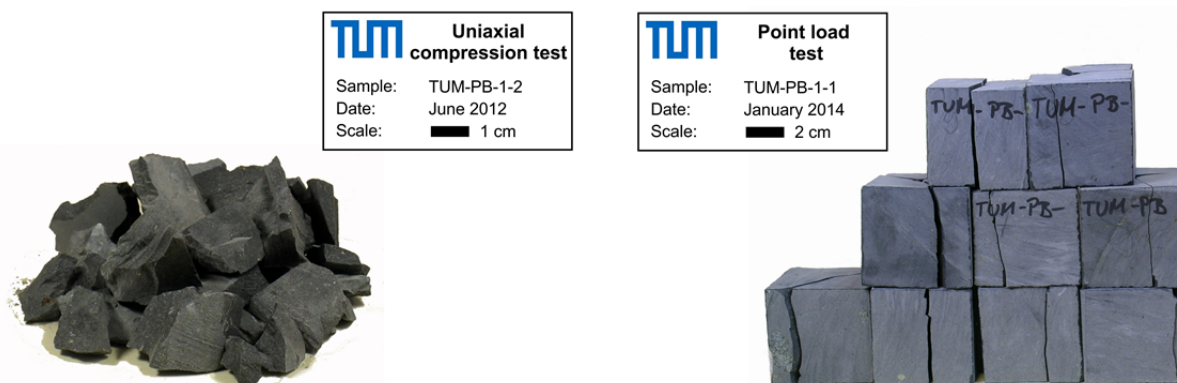 TUM
Uniaxial
compression test
Sample: TUM-PB-1-2
Date: June 2012
Scale: 1 cm
TUM
Point load
test
Sample: TUM-PB-1-1
Date: January 2014
Scale: 2 cm
TUM-PB- TUM-PB-
TUM-PB- TUM-PB